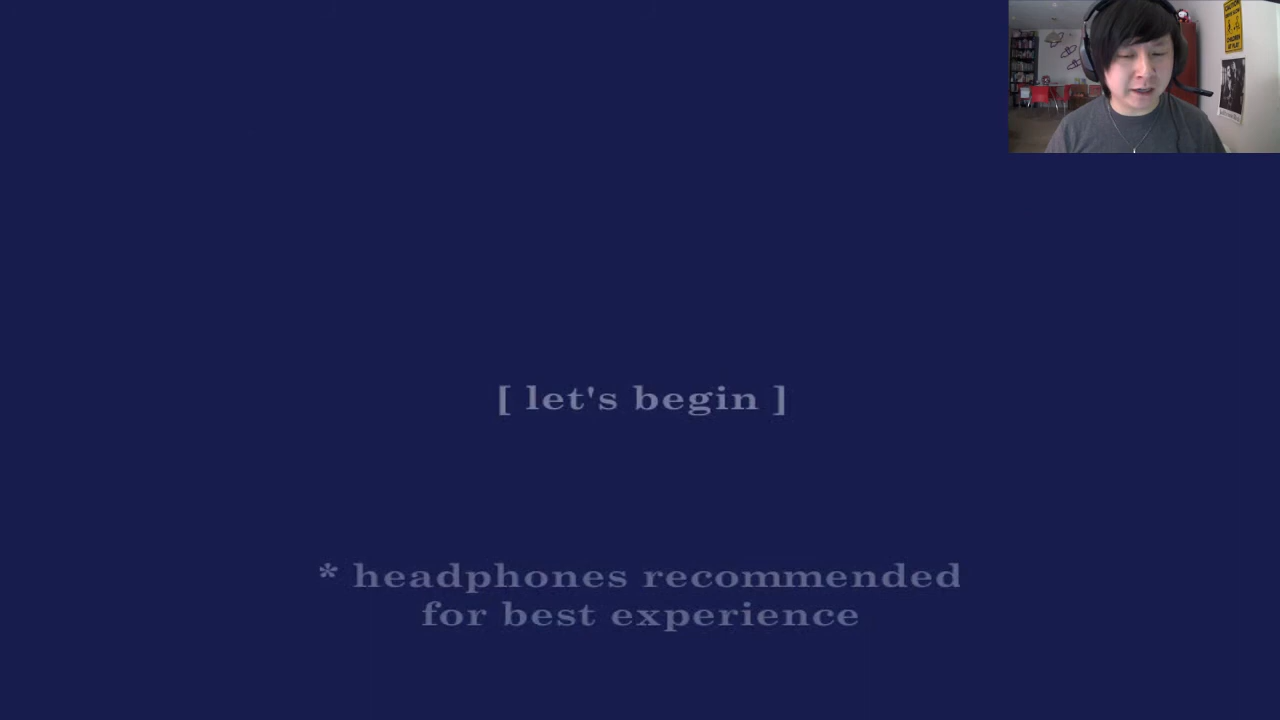 [ let's begin ]
* headphones recommended
for best experience